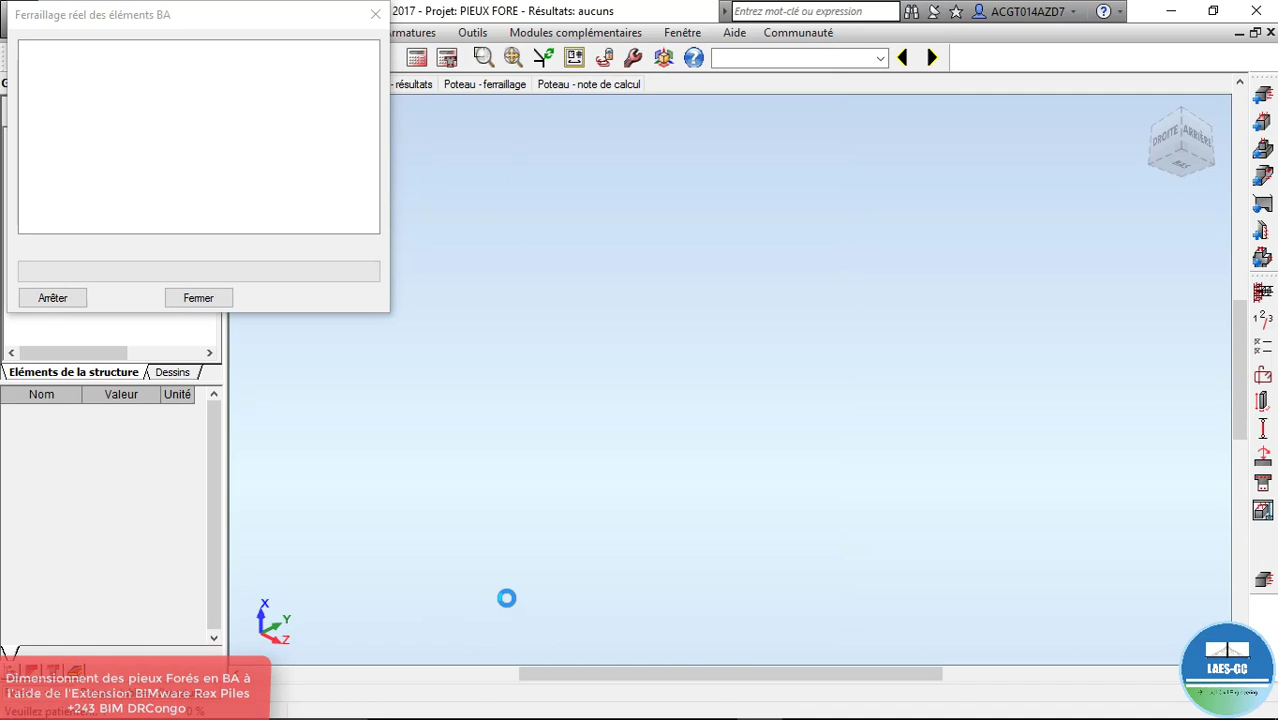 Ferraillage réel des éléments BA
2017 - Projet: PIEUX FORE - Résultats: aucuns
Entrez mot-clé ou expression
ACGT014AZD7
Outils
Modules complémentaires
Fenêtre
Aide
Communauté
- résultats
Poteau - ferraillage
Poteau - note de calcul
DROITE
ARRIÈRE
BAS
Arrêter
Fermer
Eléments de la structure
Dessins
Nom
Valeur
Unité
X
Y
Z
Dimensionnent des pieux Forés en BA à
l'aide de l'Extension BIMware Rex Piles
+243 BIM DRCongo
LAES-GC